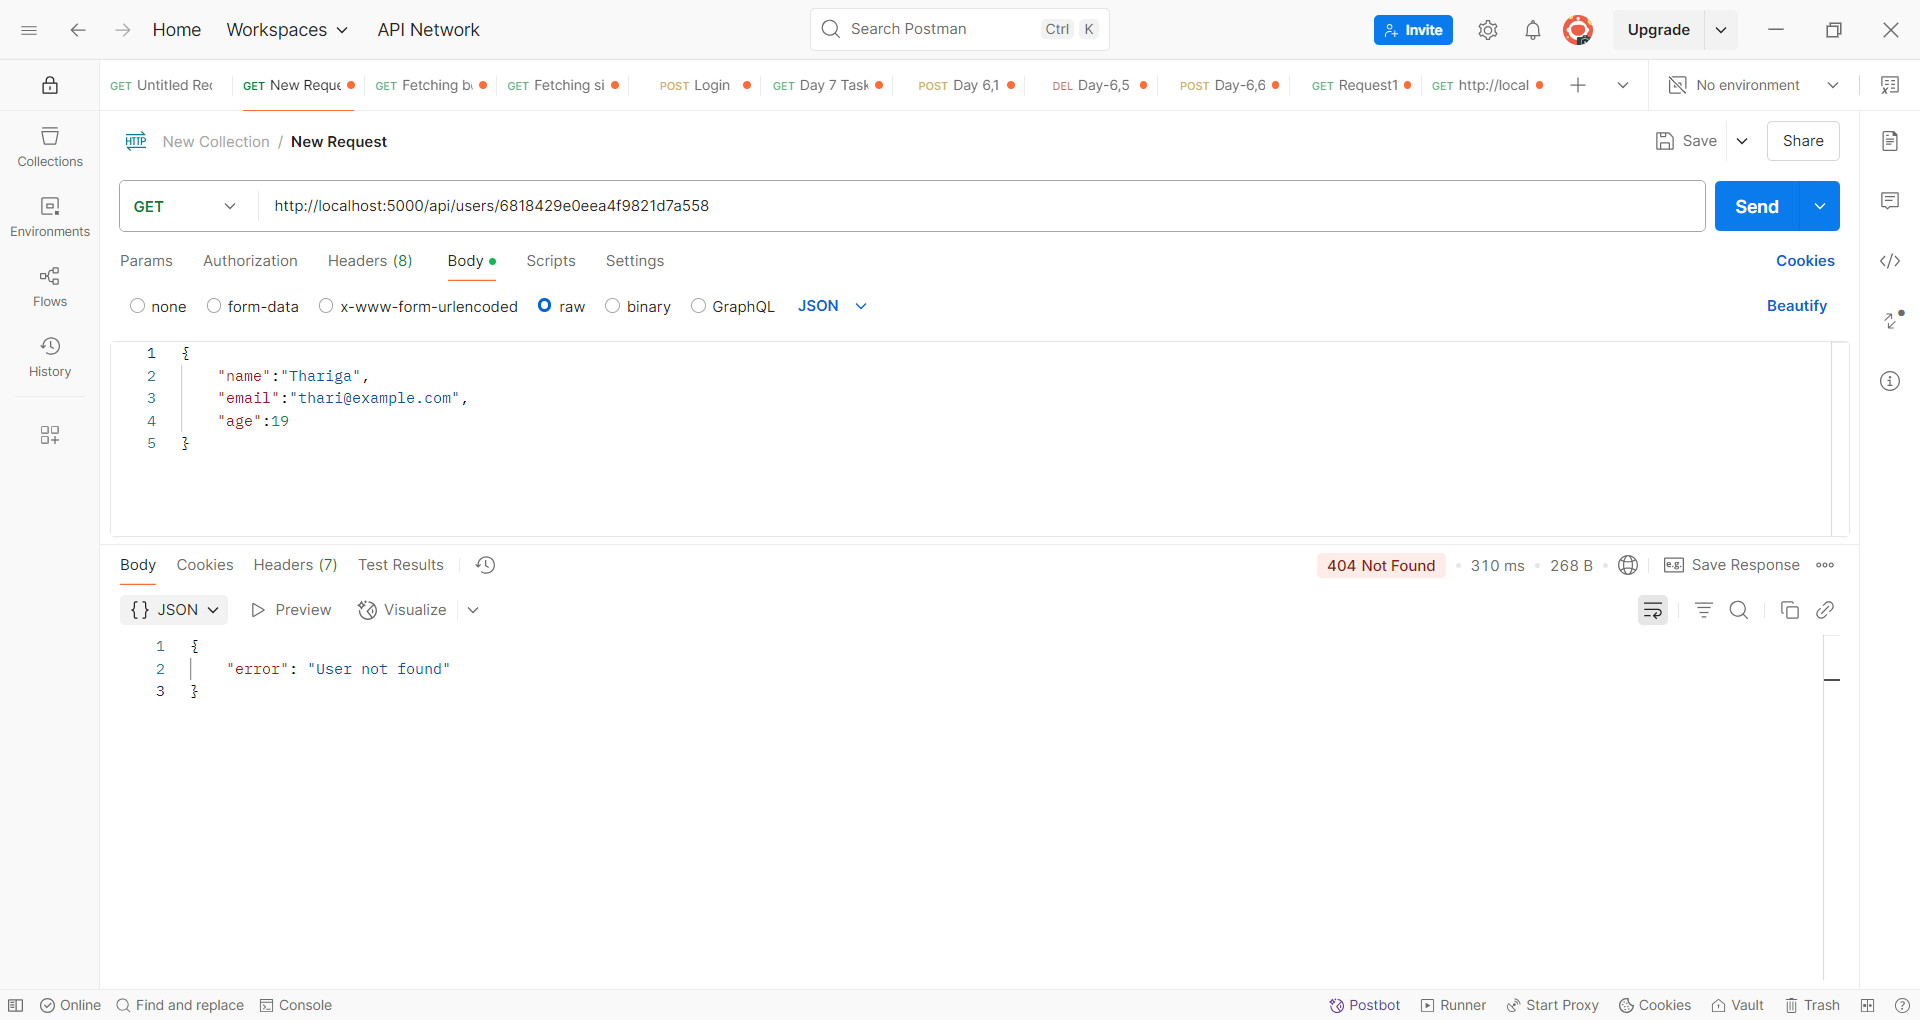 Home Workspaces API Network Search Postman Ctrl K Invite Upgrade
GET Untitled Rec GET New Reque GET Fetching b GET Fetching si POST Login GET Day 7 Task POST Day 6,1 DEL Day-6,5 POST Day-6,6 GET Request1 GET http://local No environment
Collections
Environments
Flows
History
HTTP New Collection / New Request Save Share
GET http://localhost:5000/api/users/6818429e0eea4f9821d7a558 Send
Params Authorization Headers (8) Body Scripts Settings Cookies
none form-data x-www-form-urlencoded raw binary GraphQL JSON Beautify
1 {
2 "name":"Thariga",
3 "email":"thari@example.com",
4 "age":19
5 }
Body Cookies Headers (7) Test Results 404 Not Found 310 ms 268 B e.g. Save Response
{} JSON Preview Visualize
1 {
2 "error": "User not found"
3 }
Online Find and replace Console Postbot Runner Start Proxy Cookies Vault Trash